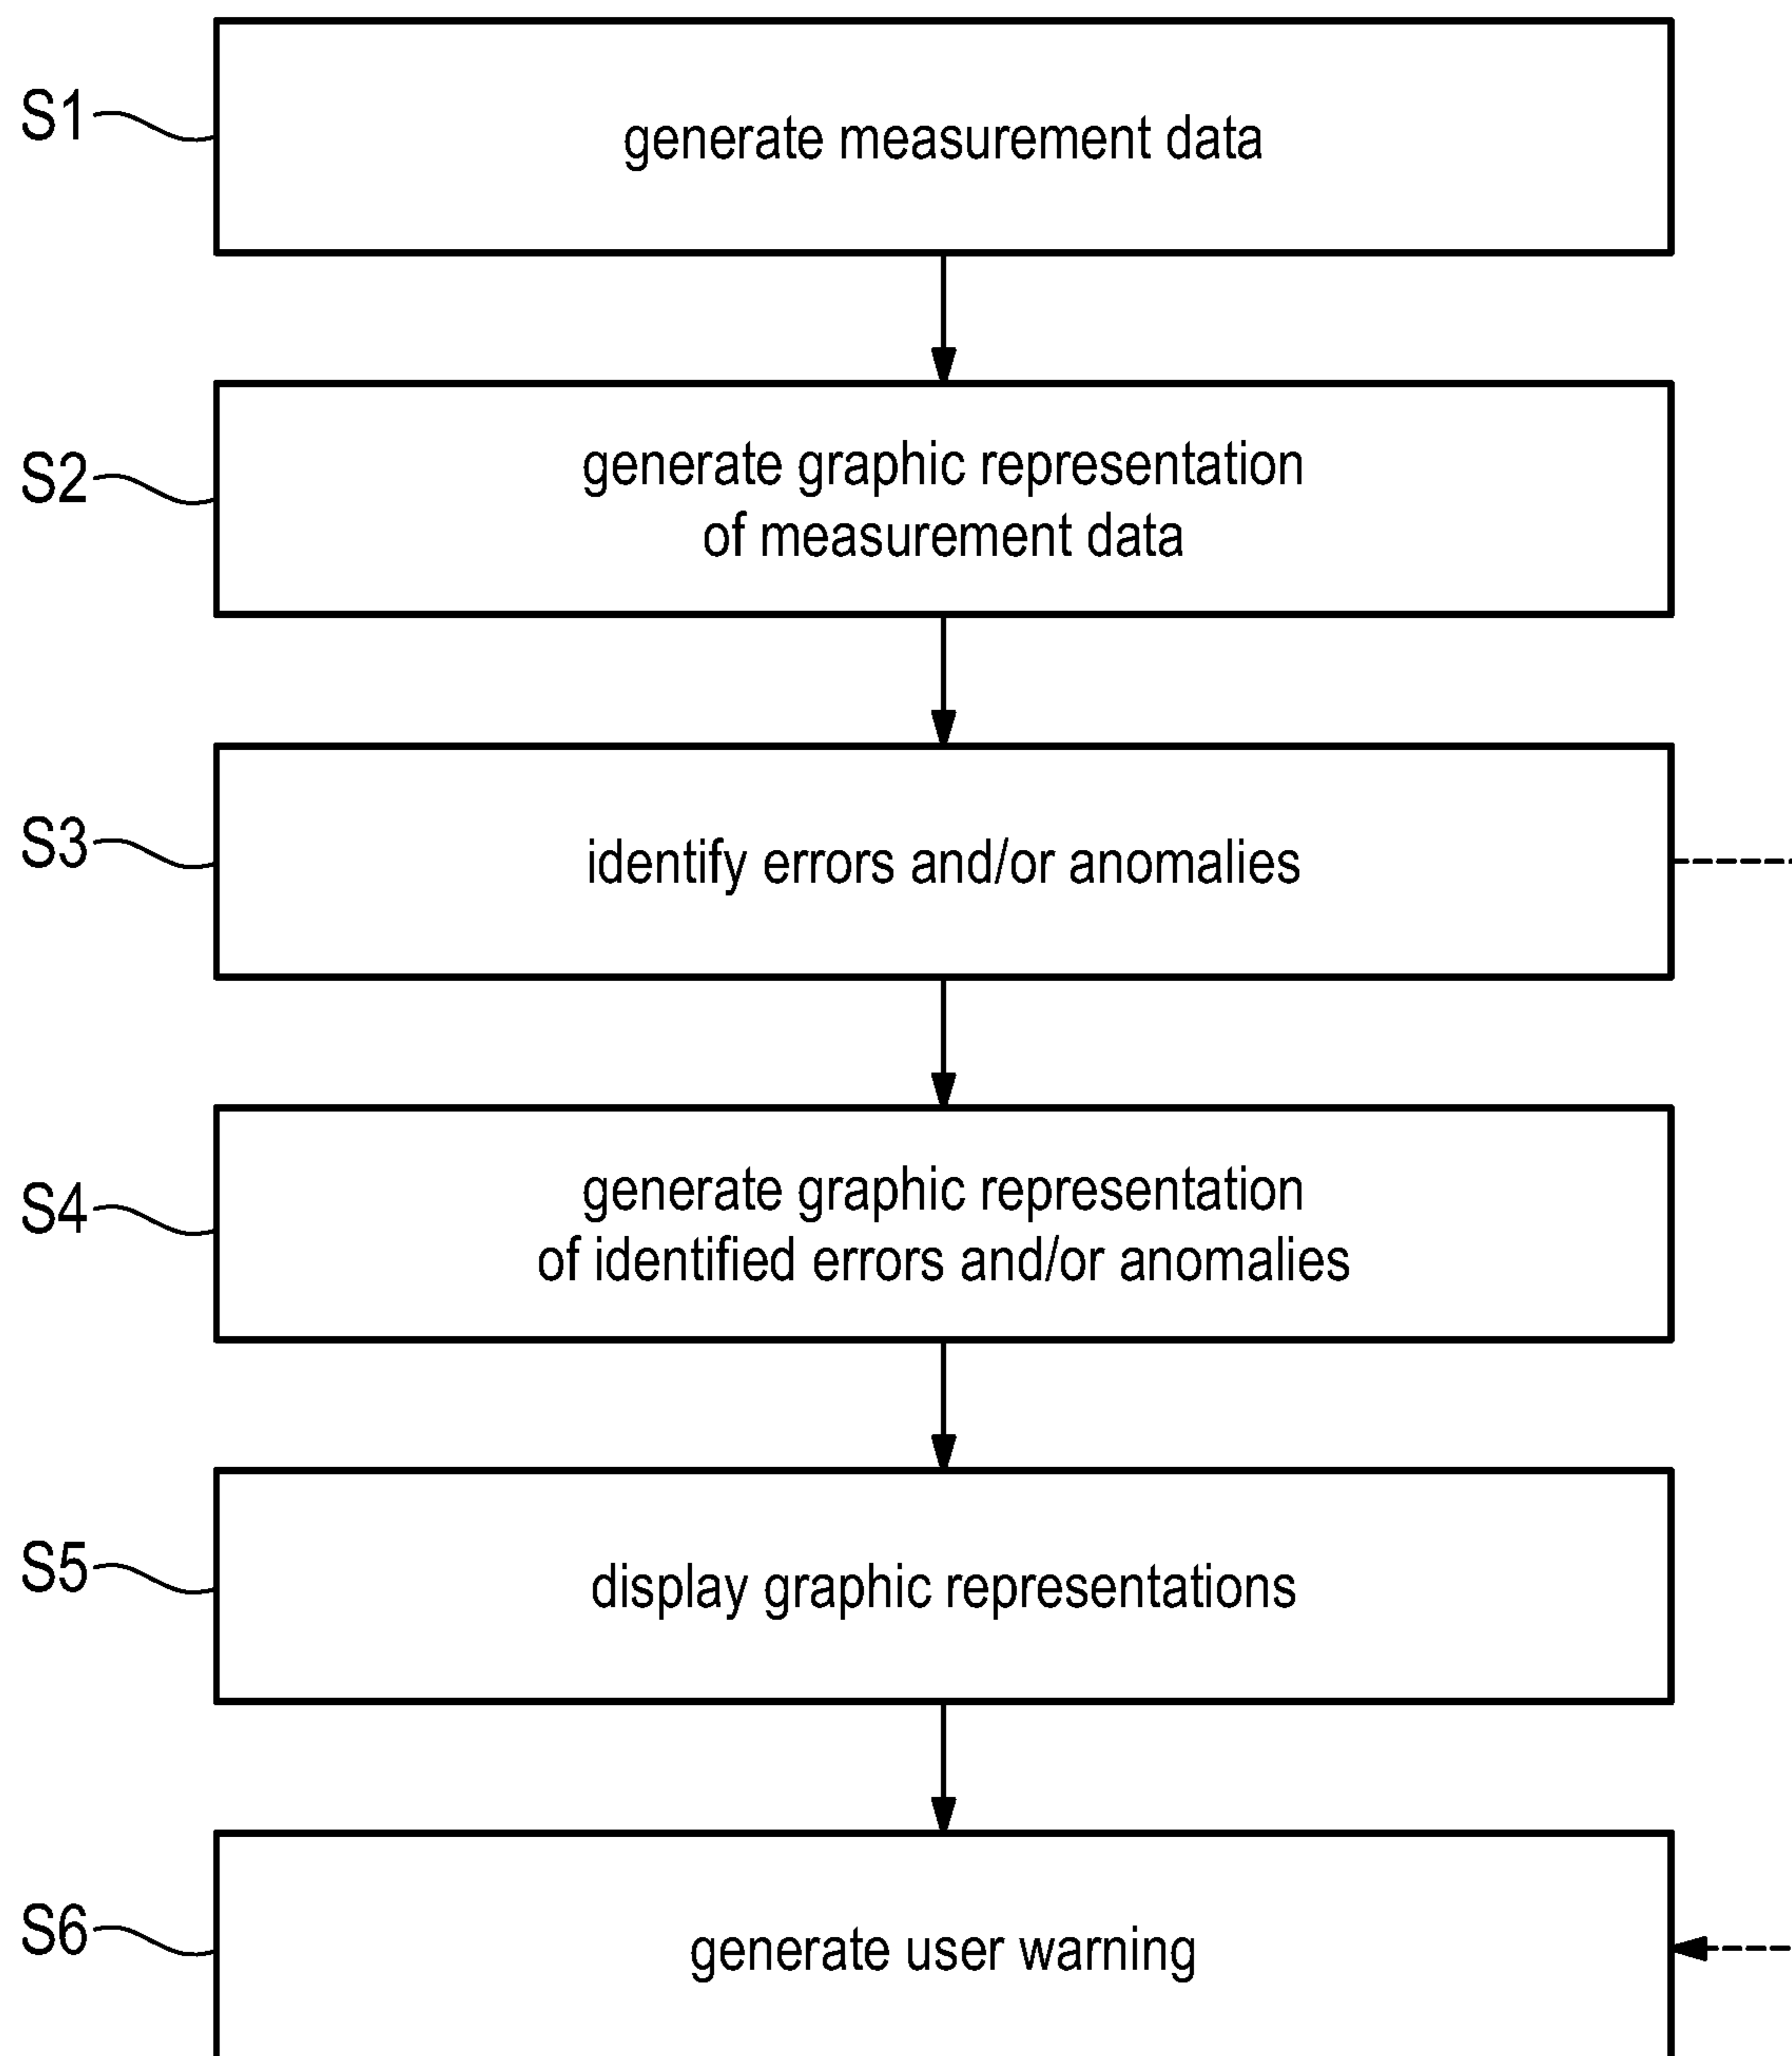 S1
generate measurement data
S2
generate graphic representation
of measurement data
S3
identify errors and/or anomalies
S4
generate graphic representation
of identified errors and/or anomalies
S5
display graphic representations
S6
generate user warning